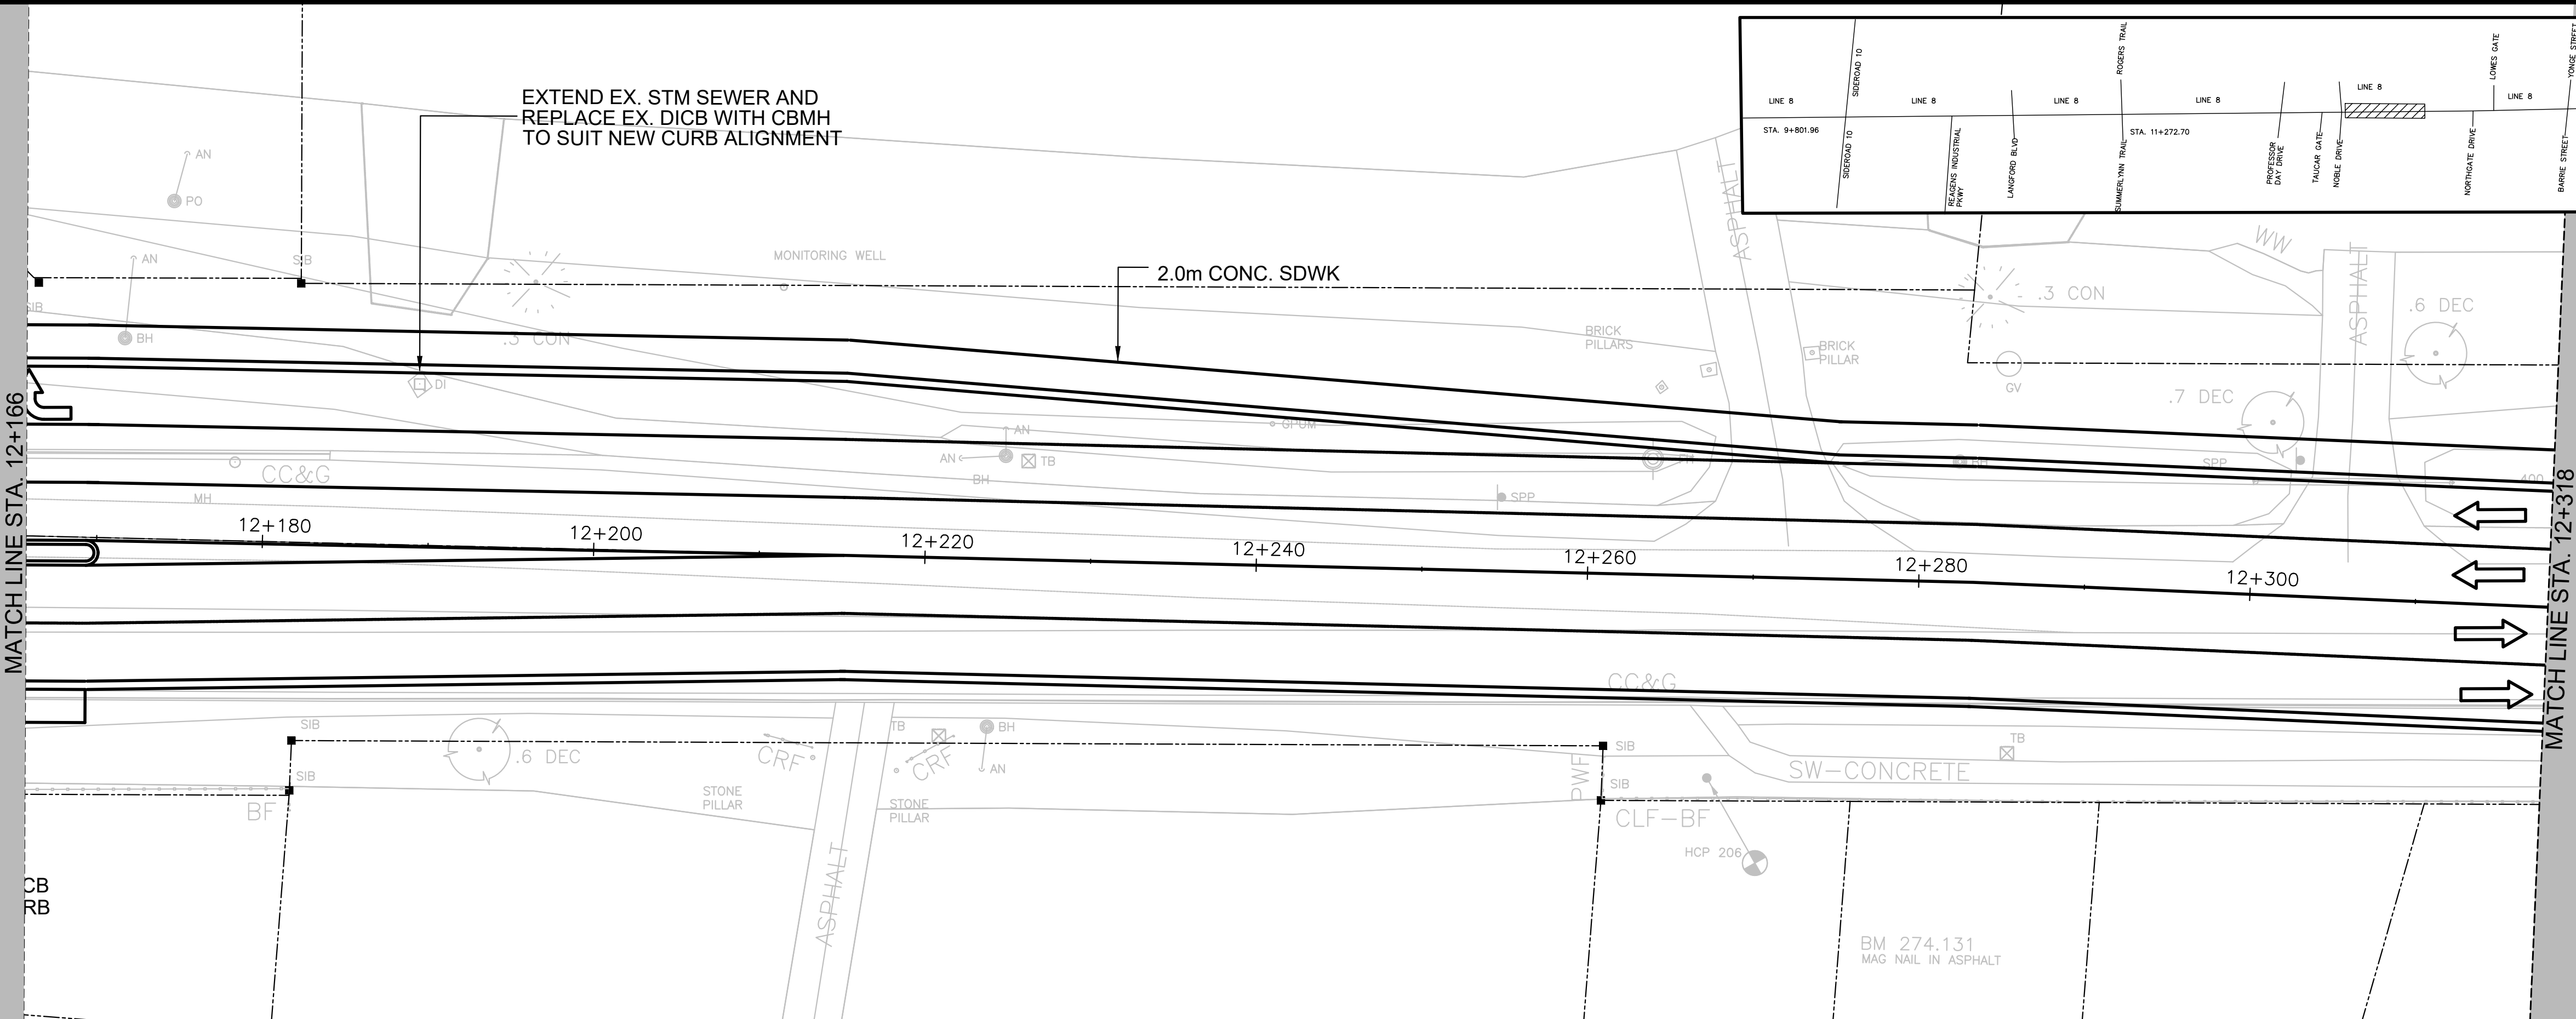 EXTEND EX. STM SEWER AND
REPLACE EX. DICB WITH CBMH
TO SUIT NEW CURB ALIGNMENT
SIDEROAD 10
ROGERS TRAIL
LOWES GATE
YONGE STREET
LINE 8
LINE 8
LINE 8
LINE 8
LINE 8
LINE 8
STA. 9+801.96
STA. 11+272.70
SIDEROAD 10
REAGENS INDUSTRIAL
PKWY
LANGFORD BLVD
SUMMERLYNN TRAIL
PROFESSOR
DAY DRIVE
TAUCAR GATE
NOBLE DRIVE
NORTHGATE DRIVE
BARRIE STREET
AN
PO
AN
SIB
SIB
BH
MONITORING WELL
2.0m CONC. SDWK
ASPHALT
WW
ASPHALT
.3 CON
.3 CON
.6 DEC
BRICK
PILLARS
BRICK
PILLAR
GV
.7 DEC
DI
GPUM
AN
AN
TB
BH
FH
BH
SPP
400
CC&G
MH
SPP
MATCH LINE STA. 12+166
MATCH LINE STA. 12+318
12+180
12+200
12+220
12+240
12+260
12+280
12+300
CC&G
SIB
SIB
.6 DEC
CRF
TB
CRF
BH
AN
SIB
SIB
PWF
TB
SW-CONCRETE
BF
STONE
PILLAR
STONE
PILLAR
CLF-BF
HCP 206
ASPHALT
CB
RB
BM 274.131
MAG NAIL IN ASPHALT